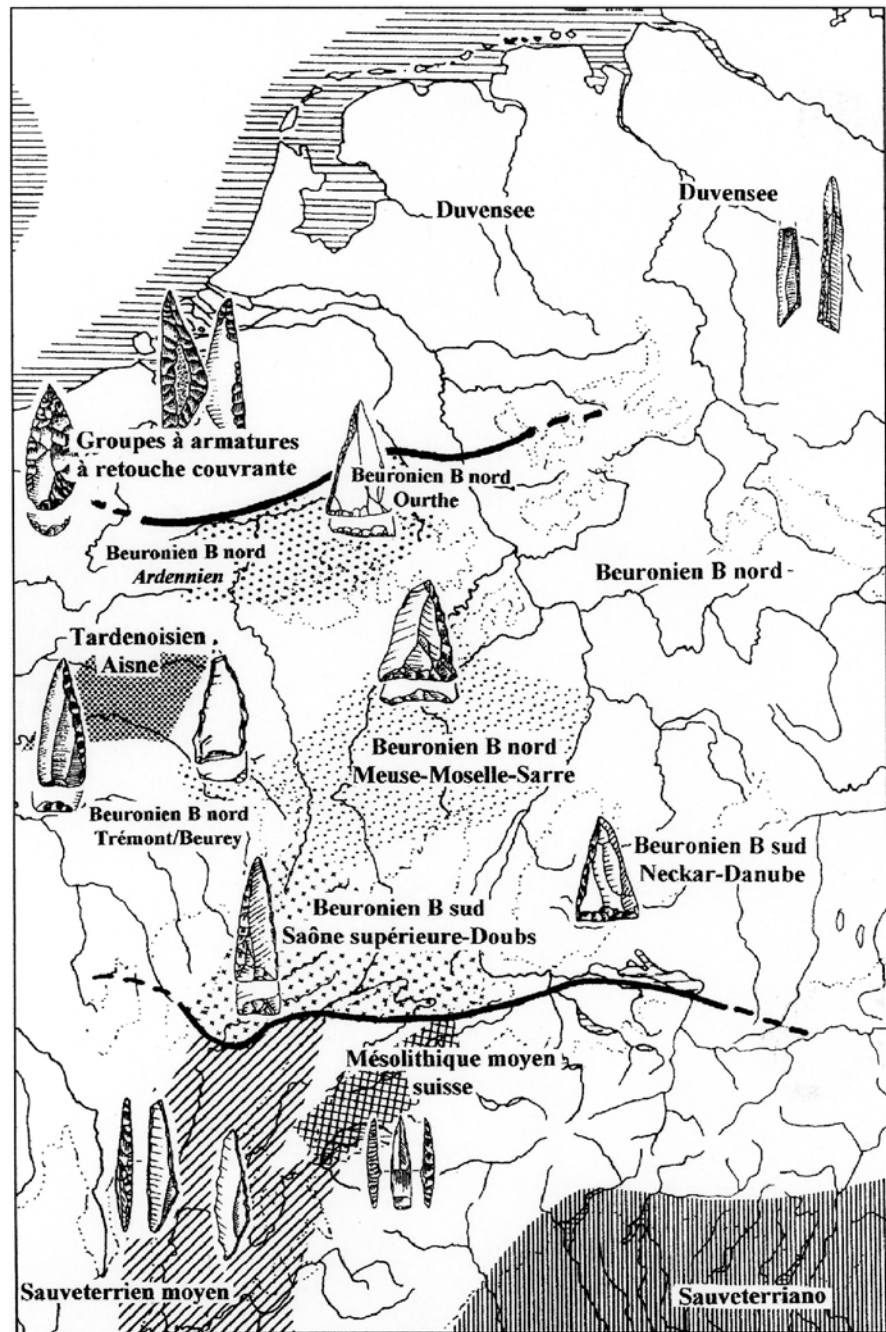 Duvensee
Duvensee
Groupes à armatures
à retouche couvrante
Beuronien B nord
Ourthe
Beuronien B nord
Ardennien
Beuronien B nord
Tardenoisien
Aisne
Beuronien B nord
Meuse-Moselle-Sarre
Beuronien B nord
Trémont/Beurey
Beuronien B sud
Neckar-Danube
Beuronien B sud
Saône supérieure-Doubs
Mésolithique moyen
suisse
Sauveterrien moyen
Sauveterriano